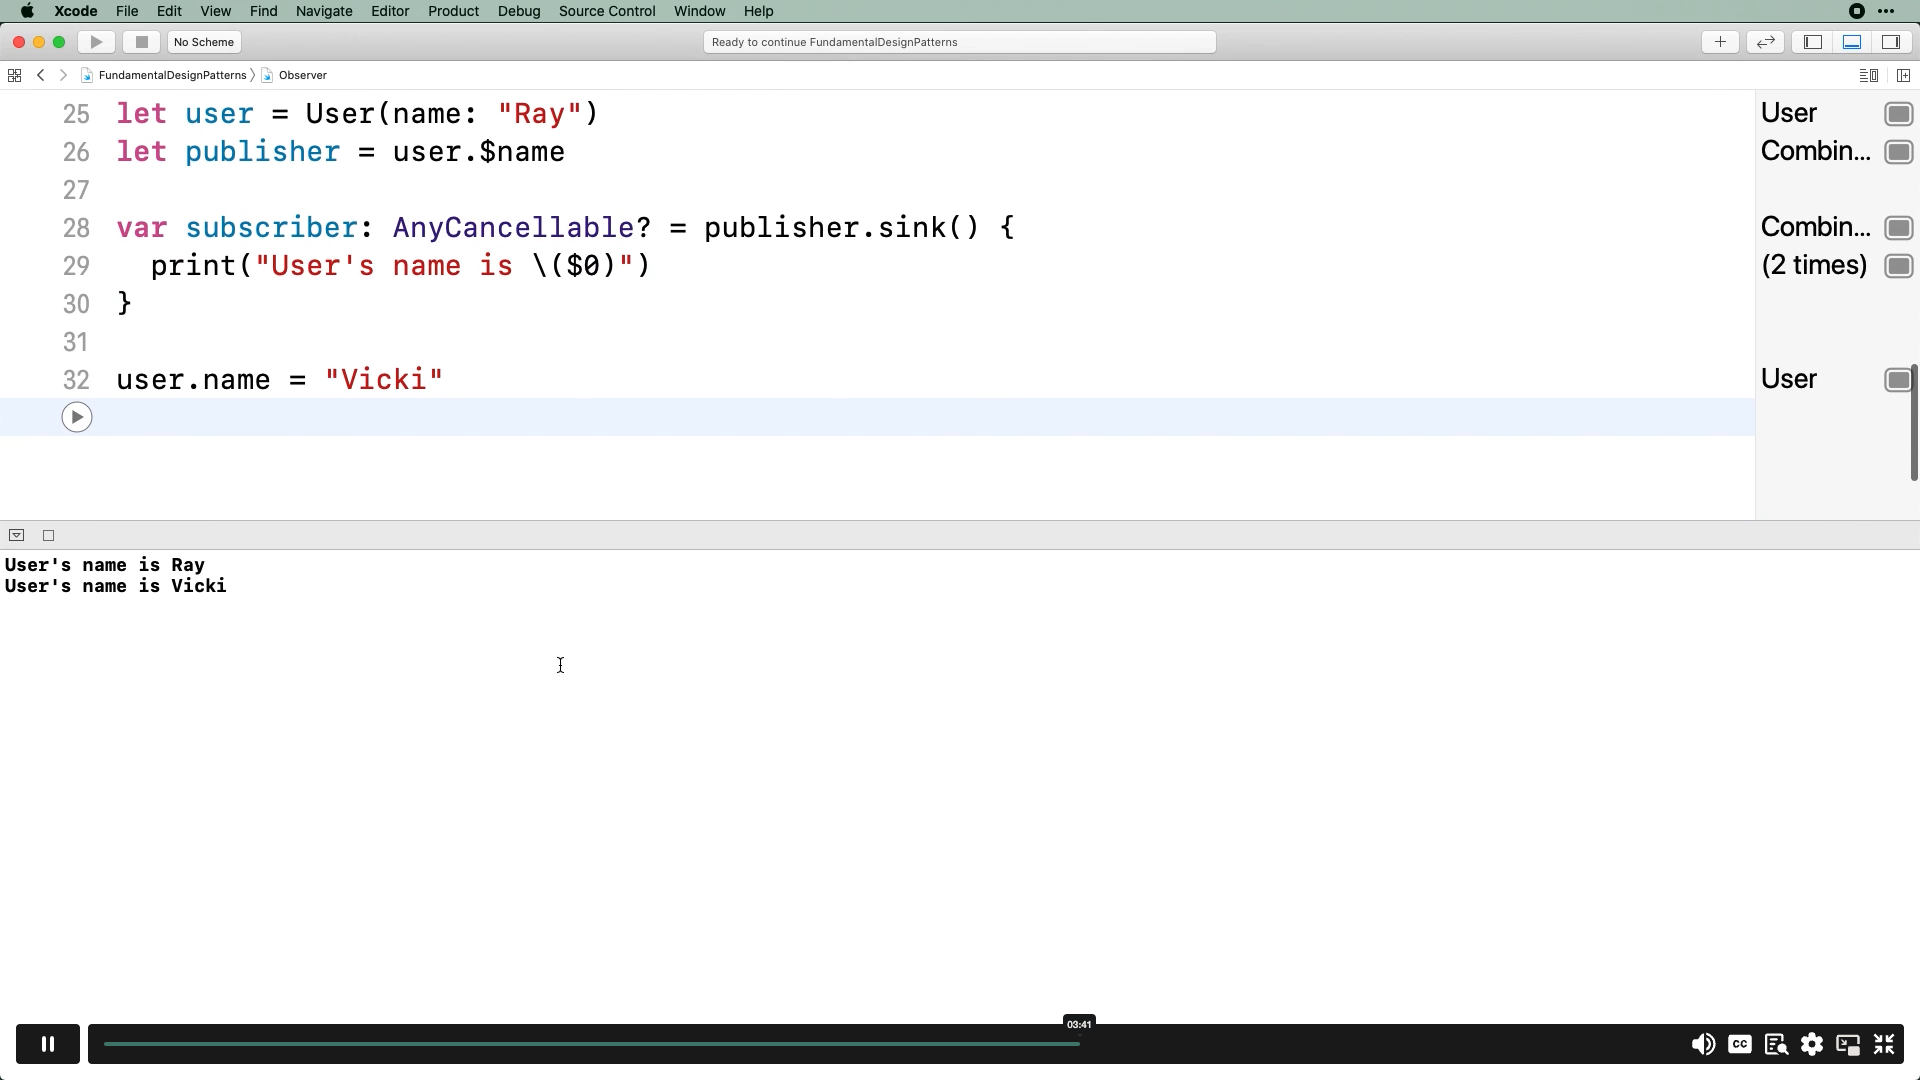 Xcode File Edit View Find Navigate Editor Product Debug Source Control Window Help
No Scheme
Ready to continue FundamentalDesignPatterns
FundamentalDesignPatterns Observer
25 let user = User(name: "Ray") User
26 let publisher = user.$name Combin...
27
28 var subscriber: AnyCancellable? = publisher.sink() { Combin...
29 print("User's name is \($0)") (2 times)
30 }
31
32 user.name = "Vicki" User
User's name is Ray
User's name is Vicki
03:41
CC